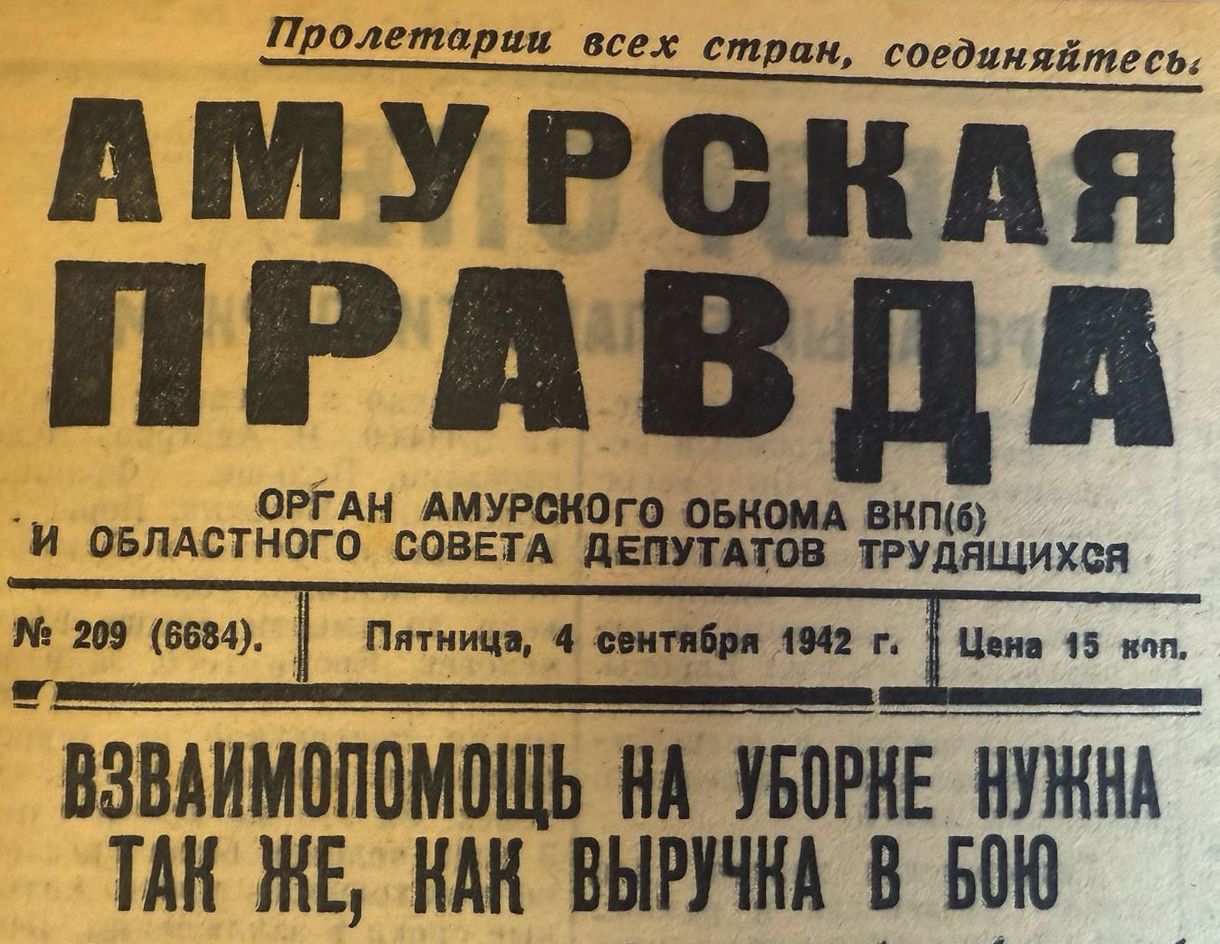 Пролетарии всех стран, соединяйтесь!
АМУРСКАЯ
ПРАВДА
ОРГАН АМУРСКОГО ОБКОМА ВКП(б)
И ОБЛАСТНОГО СОВЕТА ДЕПУТАТОВ ТРУДЯЩИХСЯ
№ 209 (6684). Пятница, 4 сентября 1942 г. Цена 15 коп.
ВЗВАИМОПОМОЩЬ НА УБОРКЕ НУЖНА
ТАК ЖЕ, КАК ВЫРУЧКА В БОЮ